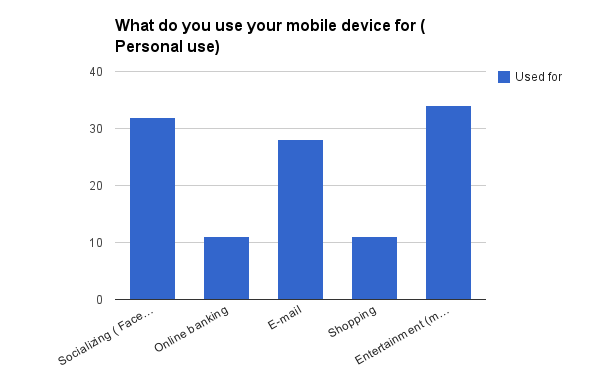 What do you use your mobile device for (
Personal use)
Used for
40
30
20
10
0
Socializing ( Face...
Online banking
E-mail
Shopping
Entertainment (m...